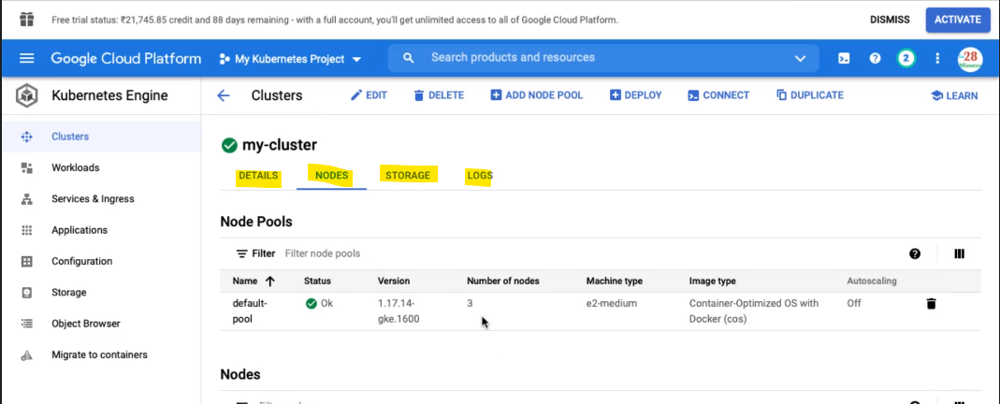 Free trial status: ₹21,745.85 credit and 88 days remaining - with a full account, you'll get unlimited access to all of Google Cloud Platform.
DISMISS
ACTIVATE
Google Cloud Platform
My Kubernetes Project
Search products and resources
2
28
Minutes
Kubernetes Engine
Clusters
EDIT
DELETE
ADD NODE POOL
DEPLOY
CONNECT
DUPLICATE
LEARN
Clusters
Workloads
Services & Ingress
Applications
Configuration
Storage
Object Browser
Migrate to containers
my-cluster
DETAILS
NODES
STORAGE
LOGS
Node Pools
Filter
Filter node pools
Name
Status
Version
Number of nodes
Machine type
Image type
Autoscaling
default-
pool
Ok
1.17.14-
gke.1600
3
e2-medium
Container-Optimized OS with
Docker (cos)
Off
Nodes